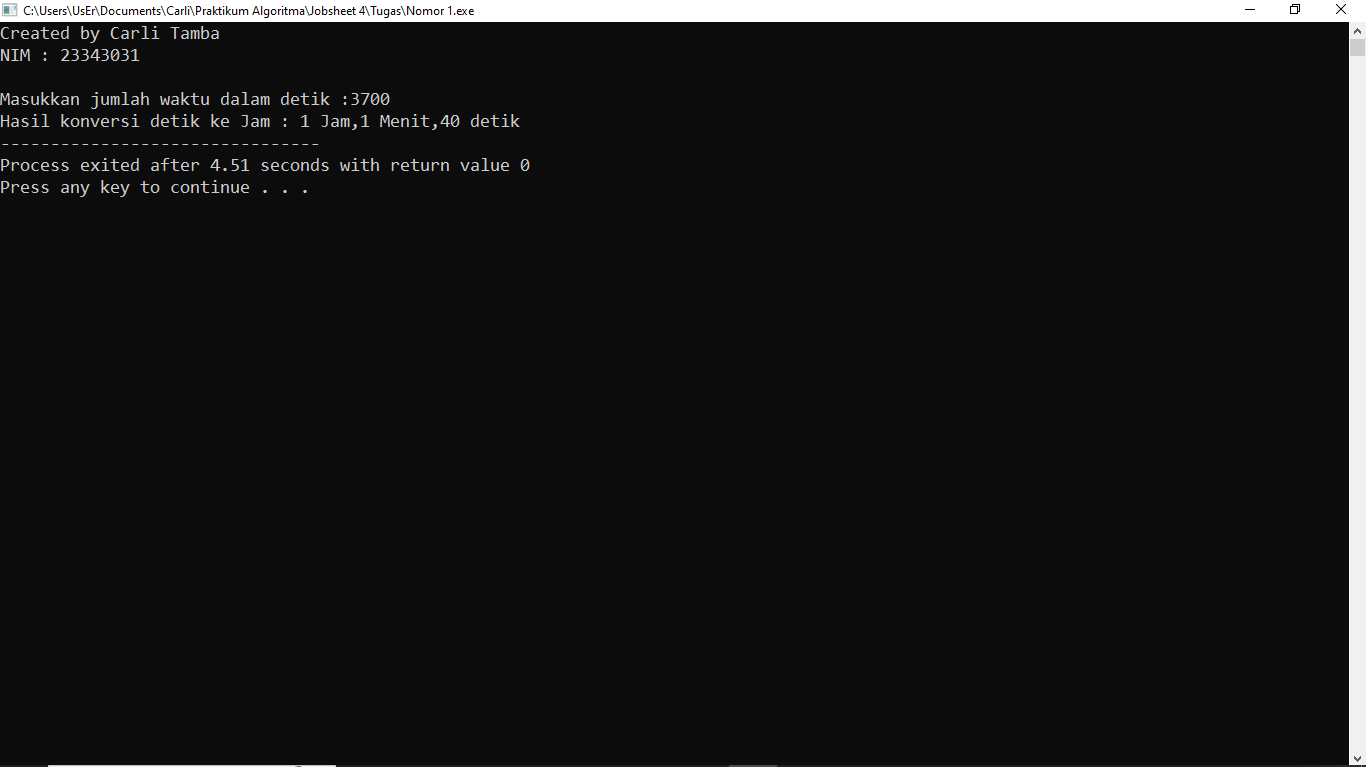 C:\Users\UsEr\Documents\Carli\Praktikum Algoritma\Jobsheet 4\Tugas\Nomor 1.exe
Created by Carli Tamba
NIM : 23343031
Masukkan jumlah waktu dalam detik :3700
Hasil konversi detik ke Jam : 1 Jam,1 Menit,40 detik
--------------------------------
Process exited after 4.51 seconds with return value 0
Press any key to continue . . .